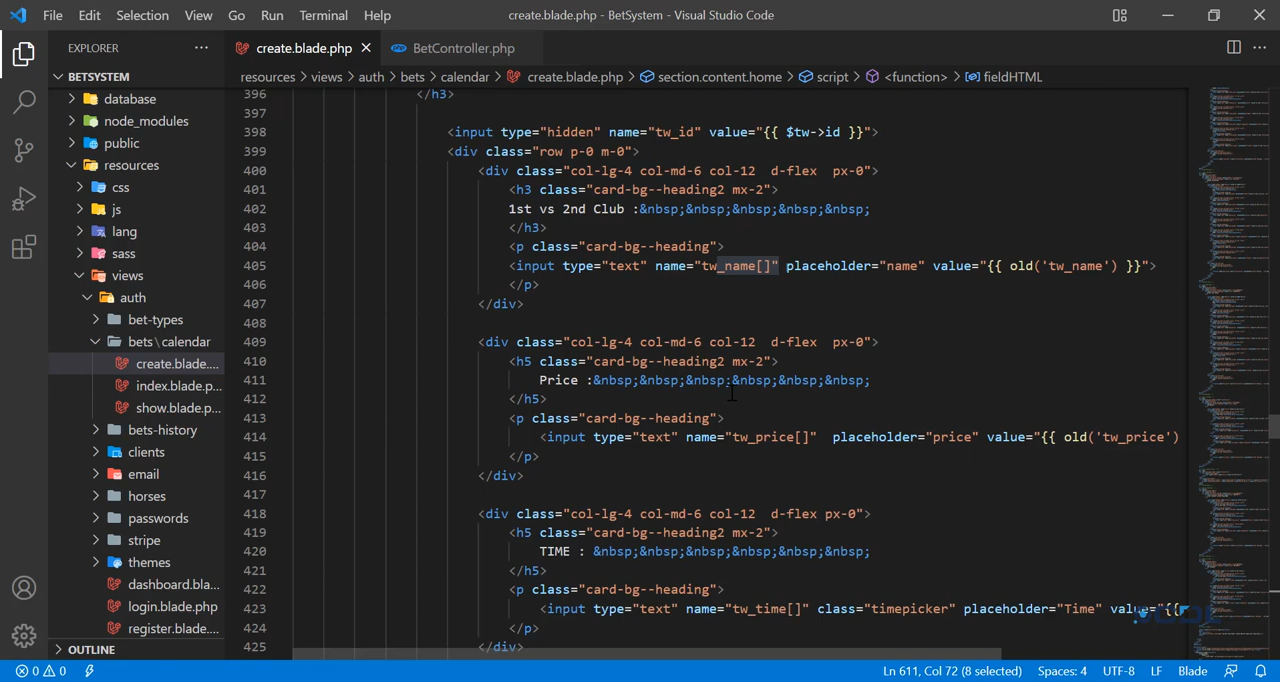 File Edit Selection View Go Run Terminal Help
create.blade.php - BetSystem - Visual Studio Code
EXPLORER
create.blade.php
BetController.php
BETSYSTEM
resources > views > auth > bets > calendar > create.blade.php > section.content.home > script > <function> > fieldHTML
database
node_modules
public
resources
css
js
lang
sass
views
auth
bet-types
bets\calendar
create.blade....
index.blade.p...
show.blade.p...
bets-history
clients
email
horses
passwords
stripe
themes
dashboard.bla...
login.blade.php
register.blade....
OUTLINE
396 </h3>
397
398 <input type="hidden" name="tw_id" value="{{ $tw->id }}">
399 <div class="row p-0 m-0">
400 <div class="col-lg-4 col-md-6 col-12  d-flex  px-0">
401 <h3 class="card-bg--heading2 mx-2">
402 1st vs 2nd Club :&nbsp;&nbsp;&nbsp;&nbsp;&nbsp;
403 </h3>
404 <p class="card-bg--heading">
405 <input type="text" name="tw_name[]" placeholder="name" value="{{ old('tw_name') }}">
406 </p>
407 </div>
408
409 <div class="col-lg-4 col-md-6 col-12  d-flex  px-0">
410 <h5 class="card-bg--heading2 mx-2">
411 Price :&nbsp;&nbsp;&nbsp;&nbsp;&nbsp;&nbsp;
412 </h5>
413 <p class="card-bg--heading">
414 <input type="text" name="tw_price[]"  placeholder="price" value="{{ old('tw_price')
415 </p>
416 </div>
417
418 <div class="col-lg-4 col-md-6 col-12  d-flex px-0">
419 <h5 class="card-bg--heading2 mx-2">
420 TIME : &nbsp;&nbsp;&nbsp;&nbsp;&nbsp;&nbsp;
421 </h5>
422 <p class="card-bg--heading">
423 <input type="text" name="tw_time[]" class="timepicker" placeholder="Time" value="{{
424 </p>
425 </div>
0 0
Ln 611, Col 72 (8 selected) Spaces: 4 UTF-8 LF Blade